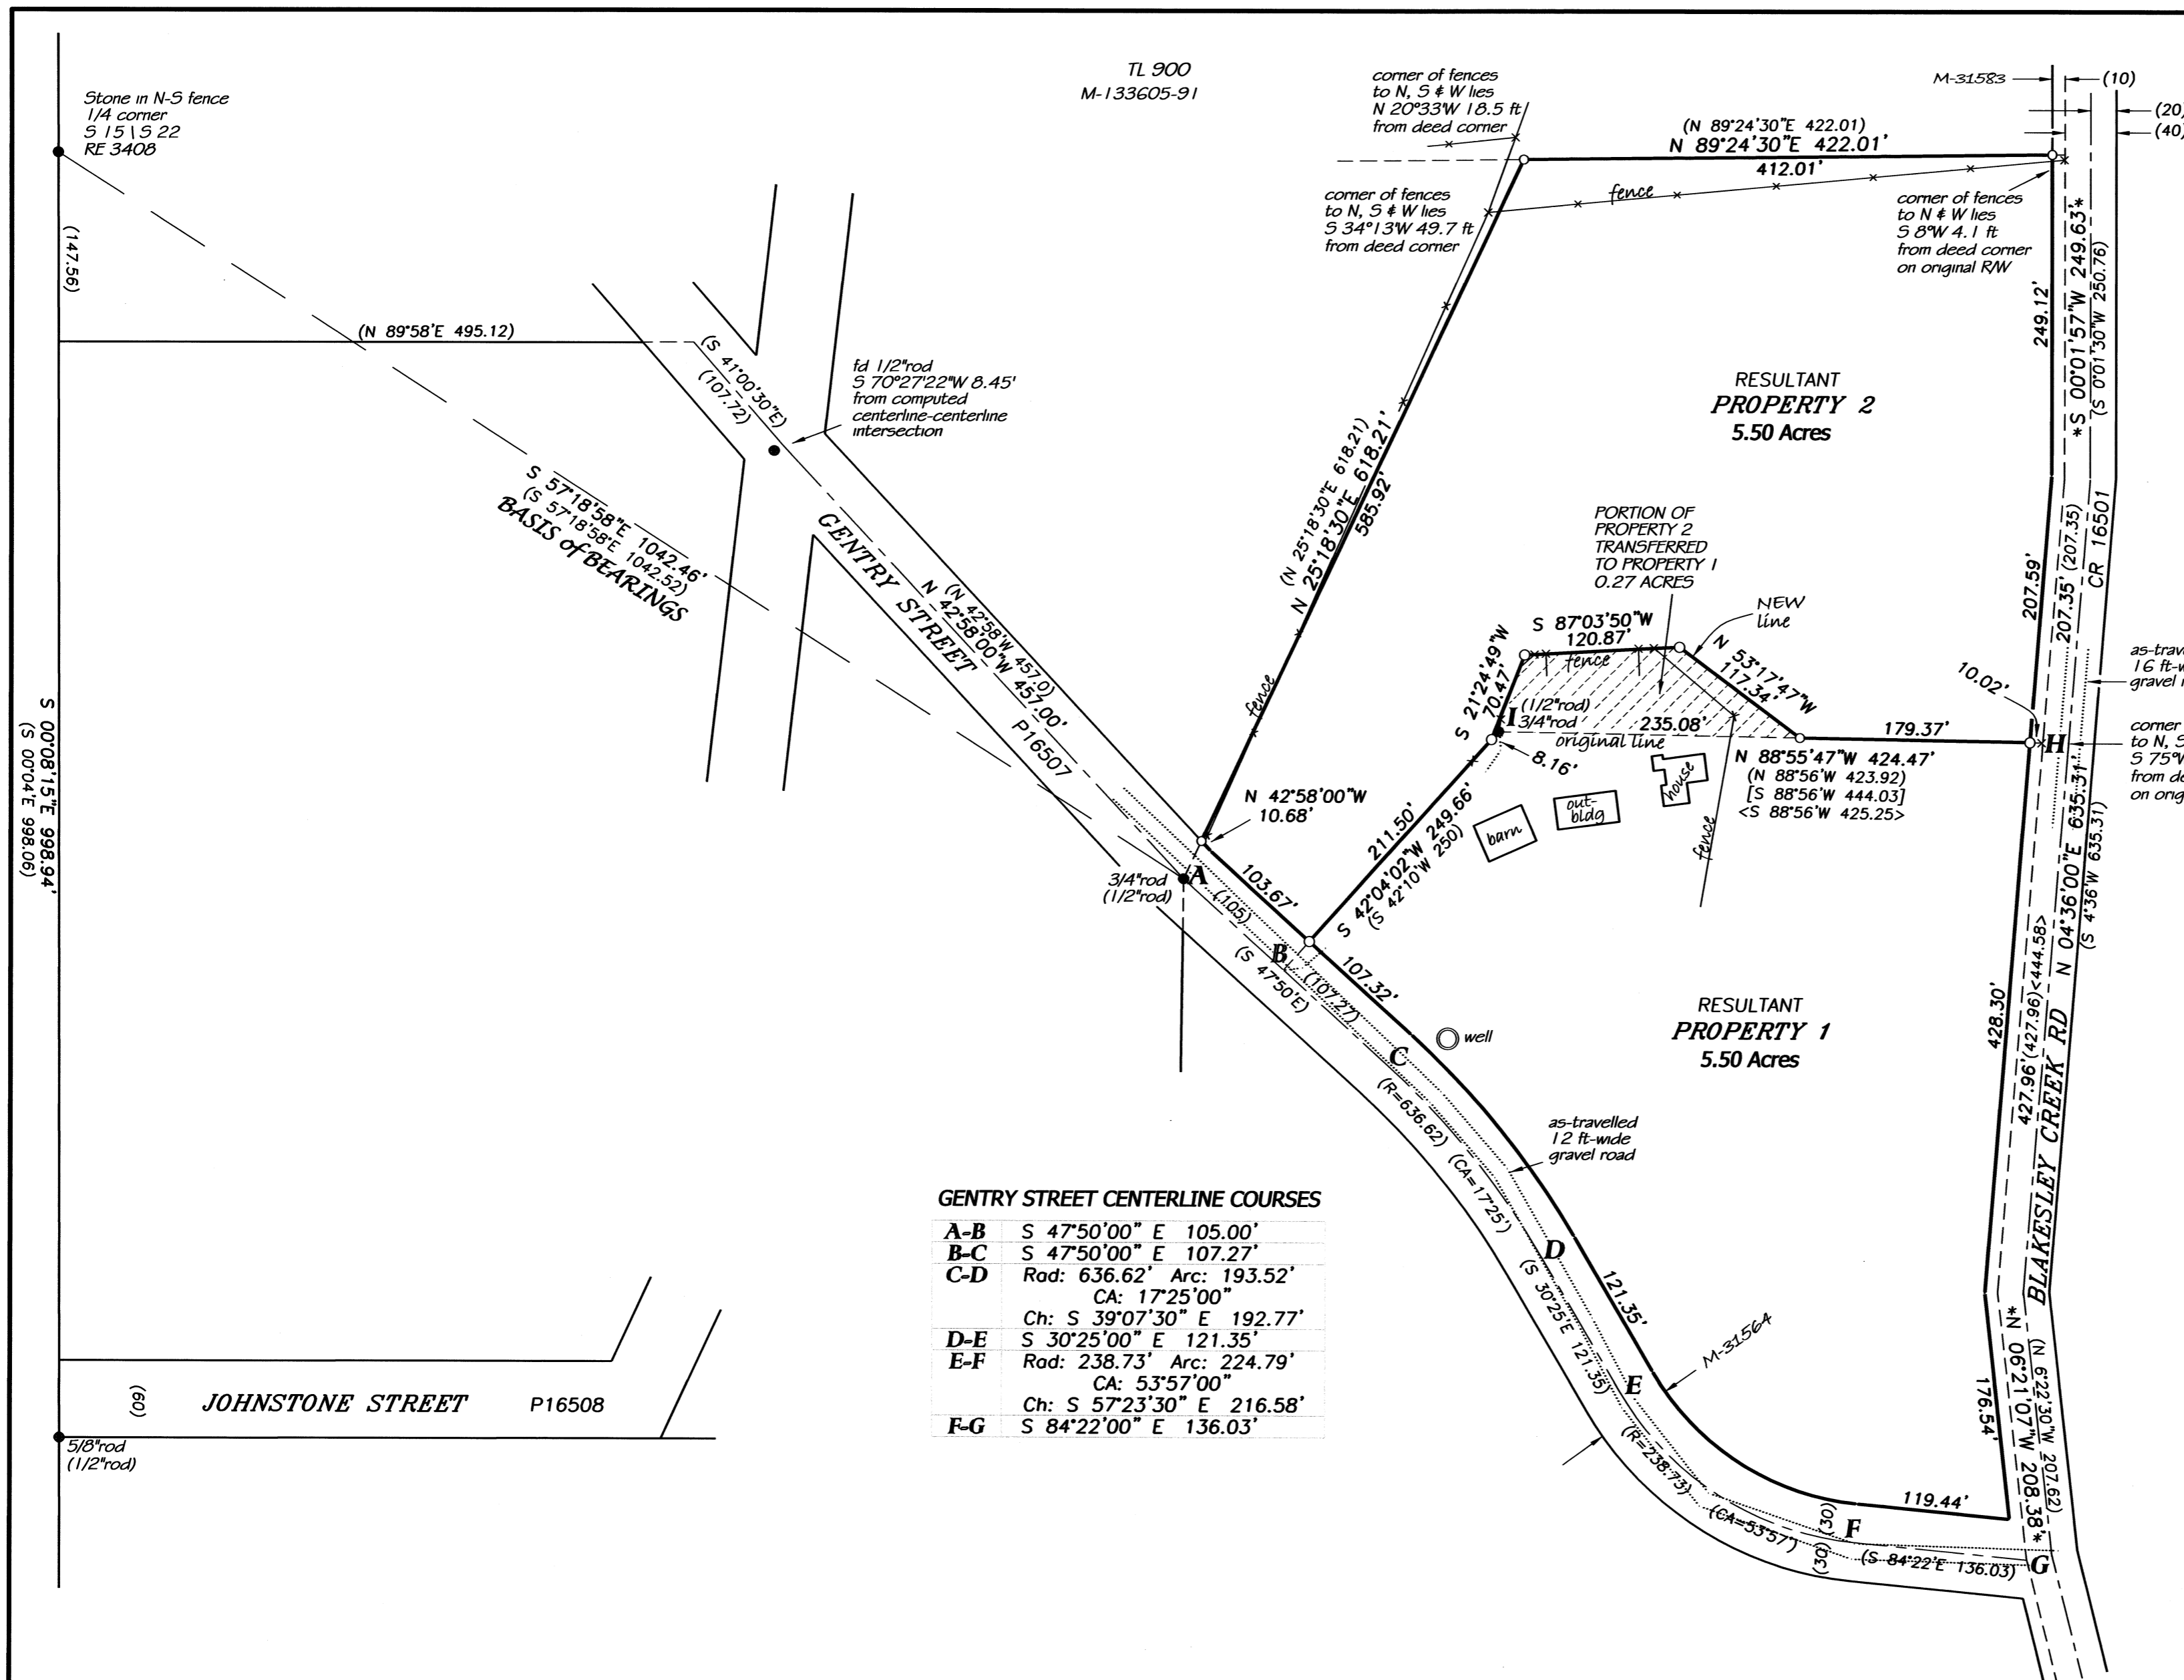 TL 900
M-133605-91
Stone in N-S fence
1/4 corner
S 15 \ S 22
RE 3408
(147.56)
(N 89°58'E 495.12)
(S 41°00'30"E)
(107.72)
fd 1/2"rod
S 70°27'22"W 8.45'
from computed
centerline-centerline
intersection
S 57°18'58"E 1042.46'
(S 57°18'58'E 1042.52)
BASIS of BEARINGS
GENTRY STREET
(N 42°58'W 457.0)
N 42°58'00"W 457.00'
P16507
S 00°08'15"E 998.94'
(S 00°04'E 998.06)
corner of fences
to N, S & W lies
N 20°33'W 18.5 ft
from deed corner
(N 89°24'30"E 422.01)
N 89°24'30"E 422.01'
412.01'
fence
corner of fences
to N, S & W lies
S 34°13'W 49.7 ft
from deed corner
M-31583
(10)
(20)
(40)
corner of fences
to N & W lies
S 8°W 4.1 ft
from deed corner
on original R/W
249.12'
*S 00°01'57"W 249.63'*
(S 0°01'30"W 250.76)
RESULTANT
PROPERTY 2
5.50 Acres
(N 25°18'30"E 618.21)
N 25°18'30"E 618.21'
585.92'
fence
PORTION OF
PROPERTY 2
TRANSFERRED
TO PROPERTY 1
0.27 ACRES
NEW
line
S 87°03'50"W
120.87'
fence
N 53°17'47"W
117.34'
S 21°24'49"W
70.47'
I
(1/2"rod)
3/4"rod
235.08'
original line
8.16'
179.37'
N 88°55'47"W 424.47'
(N 88°56'W 423.92)
[S 88°56'W 444.03]
<S 88°56'W 425.25>
207.59'
207.35' (207.35)
CR 16501
10.02'
H
16 ft-w
gravel
corner
to N, S
S 75°W
from de
on orig
house
out-
bldg
barn
fence
N 42°58'00"W
10.68'
211.50'
S 42°04'02"W 249.66'
(S 42°10'W 250)
3/4"rod
(1/2"rod)
A
103.67'
(105)
B
(S 47°50'E)
107.32'
(107.27)
C
well
RESULTANT
PROPERTY 1
5.50 Acres
428.30'
427.96'(427.96)<444.58>
N 04°36'00"E 635.31'
(S 4°36'W 635.31)
BLAKESLEY CREEK RD
(R=636.62)
(CA=17°25')
as-travelled
12 ft-wide
gravel road
D
(S 30°25'E 121.35)
121.35'
E
M-31564
(R=238.73)
(CA=53°57')
(30)
(30)
F
119.44'
(S 84°22'E 136.03)
G
176.54'
*N 06°21'07"W 208.38'*
(N 6°22'30"W 207.62)
GENTRY STREET CENTERLINE COURSES
A-B S 47°50'00" E 105.00'
B-C S 47°50'00" E 107.27'
C-D Rad: 636.62' Arc: 193.52'
CA: 17°25'00"
Ch: S 39°07'30" E 192.77'
D-E S 30°25'00" E 121.35'
E-F Rad: 238.73' Arc: 224.79'
CA: 53°57'00"
Ch: S 57°23'30" E 216.58'
F-G S 84°22'00" E 136.03'
(60)
JOHNSTONE STREET P16508
5/8"rod
(1/2"rod)